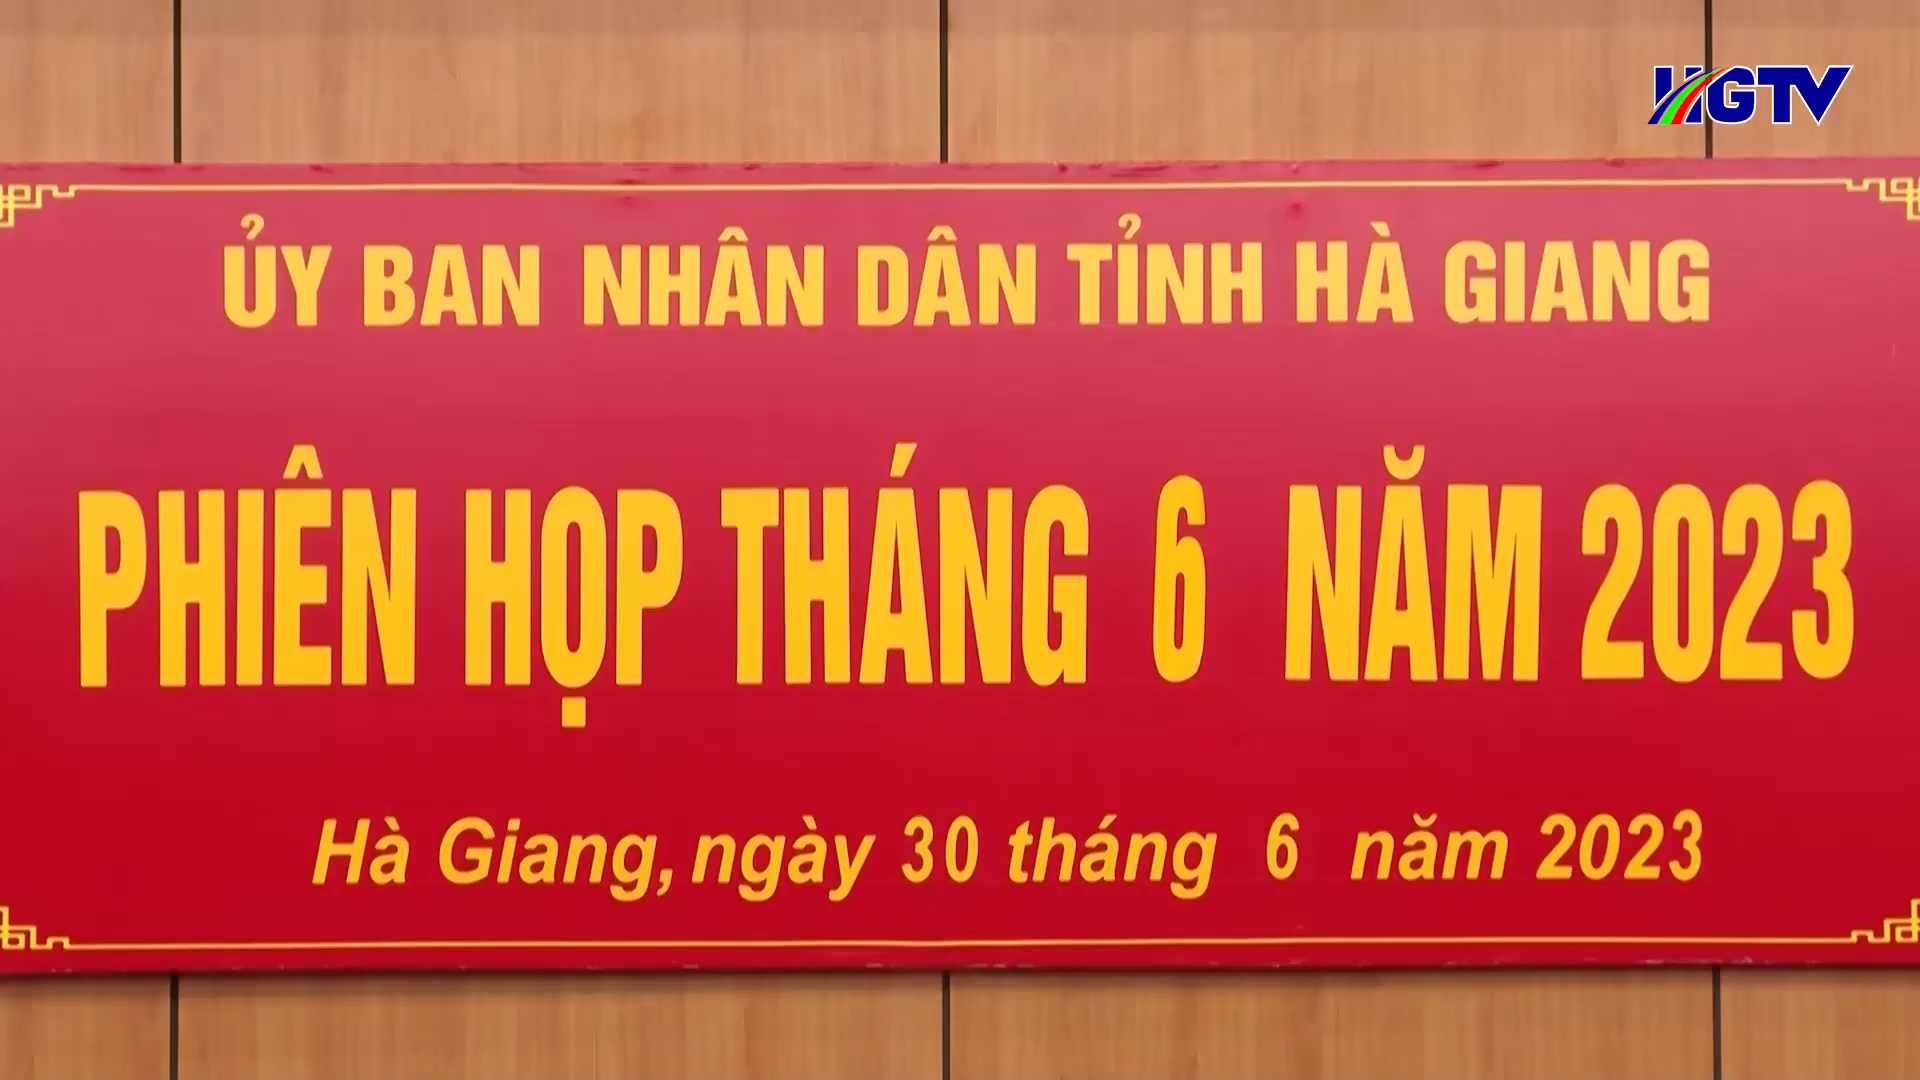 HGTV
ỦY BAN NHÂN DÂN TỈNH HÀ GIANG
PHIÊN HỌP THÁNG 6 NĂM 2023
Hà Giang, ngày 30 tháng 6 năm 2023